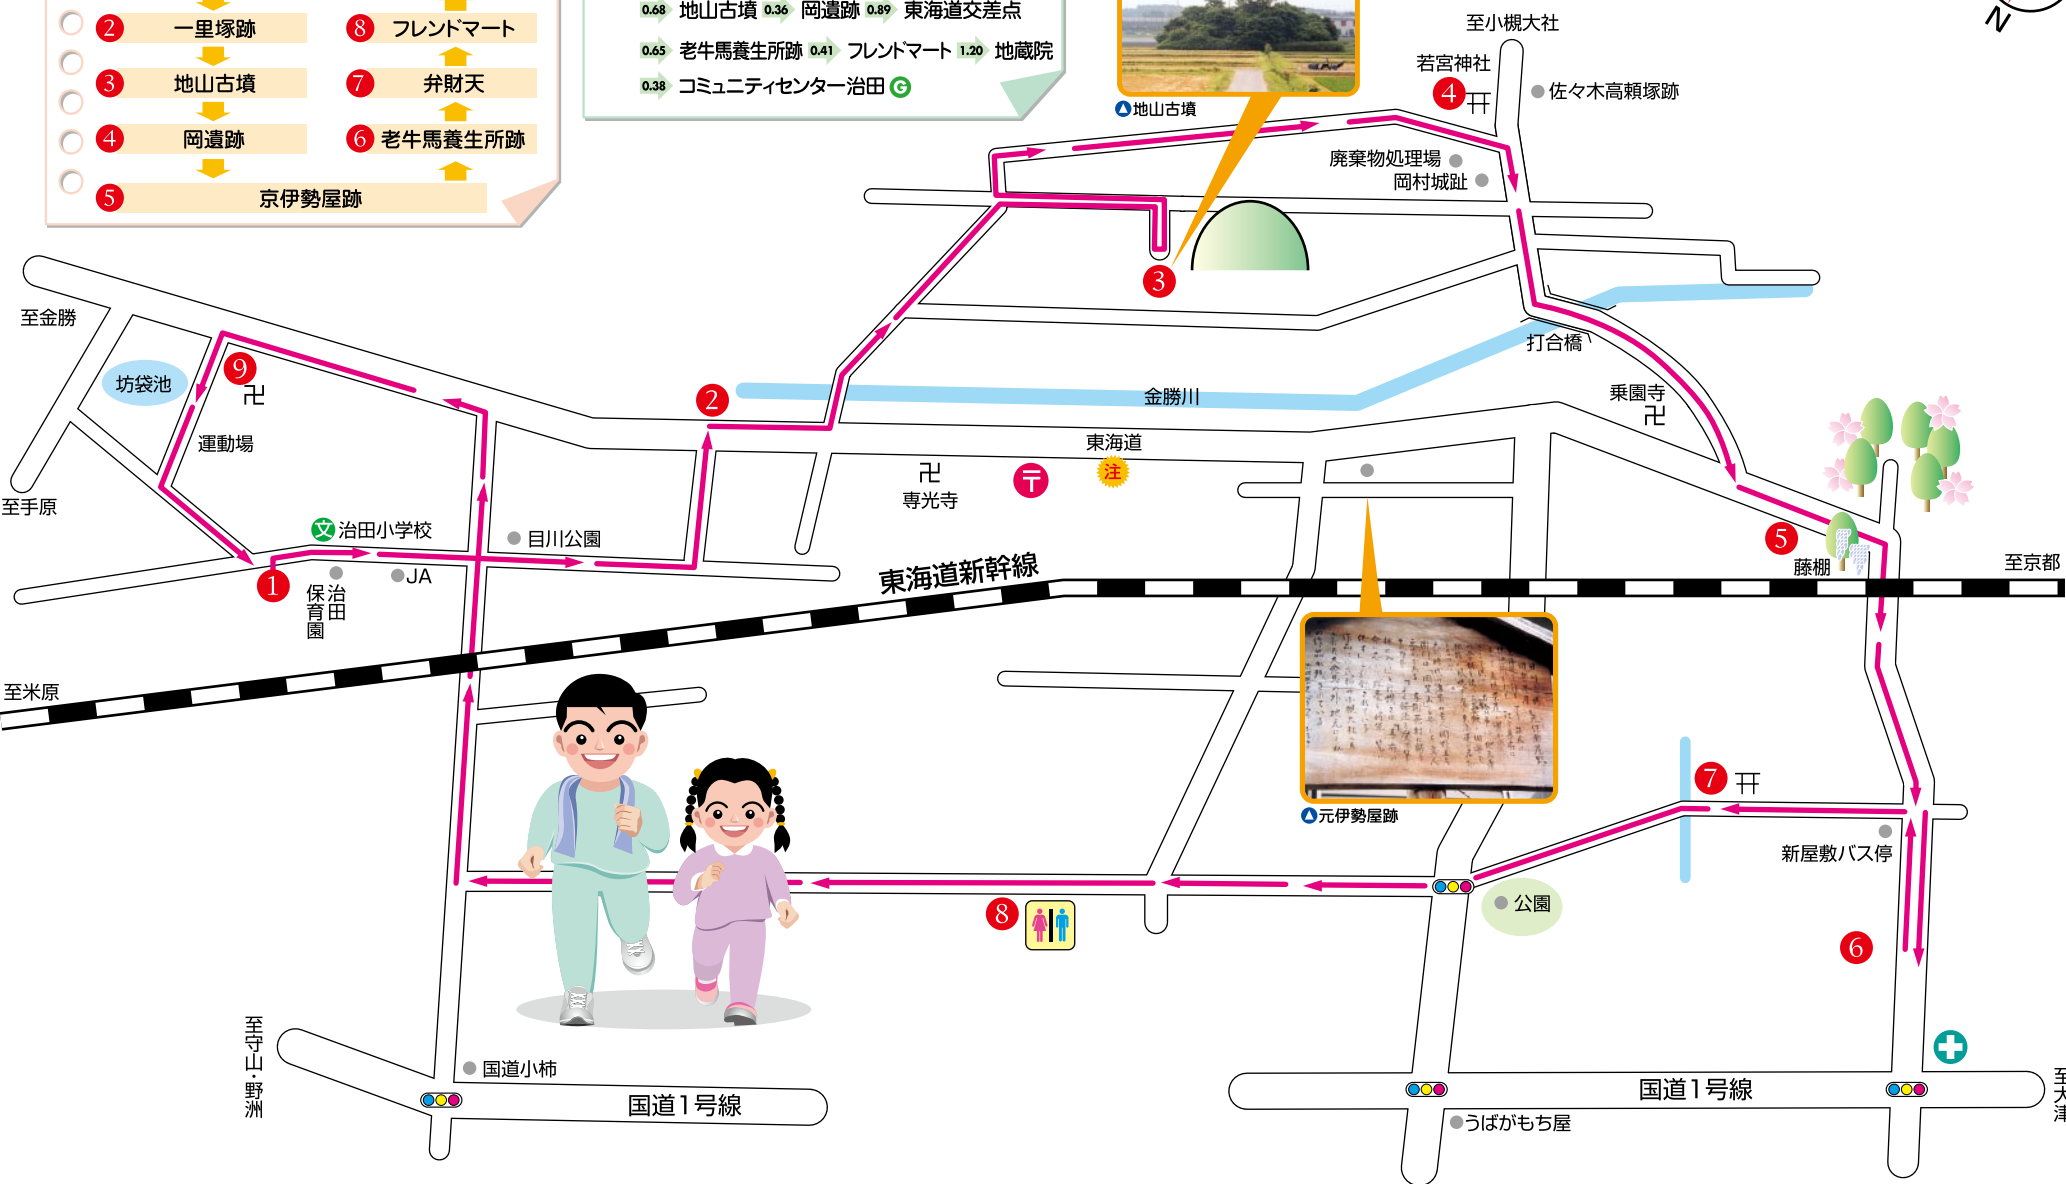 2 一里塚跡
3 地山古墳
4 岡遺跡
5 京伊勢屋跡
8 フレンドマート
7 弁財天
6 老牛馬養生所跡
0.68 地山古墳 0.36 岡遺跡 0.89 東海道交差点
0.65 老牛馬養生所跡 0.41 フレンドマート 1.20 地蔵院
0.38 コミュニティセンター治田 G
地山古墳
至小槻大社
若宮神社
4
佐々木高頼塚跡
N
廃棄物処理場
岡村城趾
3
至金勝
坊袋池
9
卍
運動場
至手原
2
金勝川
打合橋
乗園寺
卍
東海道
注
卍
専光寺
〒
文 治田小学校
目川公園
1
JA
治田
保育園
東海道新幹線
5
藤棚
至京都
至米原
元伊勢屋跡
7
新屋敷バス停
8
公園
6
至守山・野洲
国道小柿
国道1号線
国道1号線
うばがもち屋
至大津